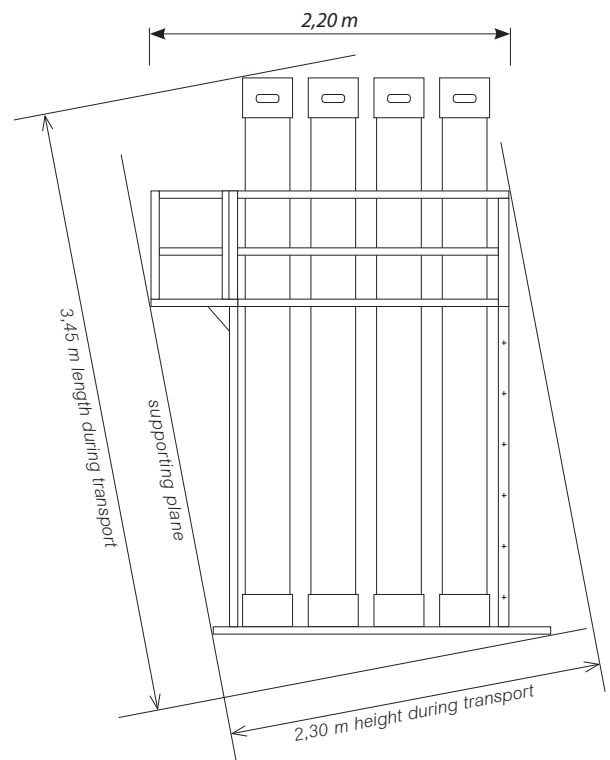 2,20 m
3,45 m length during transport
supporting plane
2,30 m height during transport